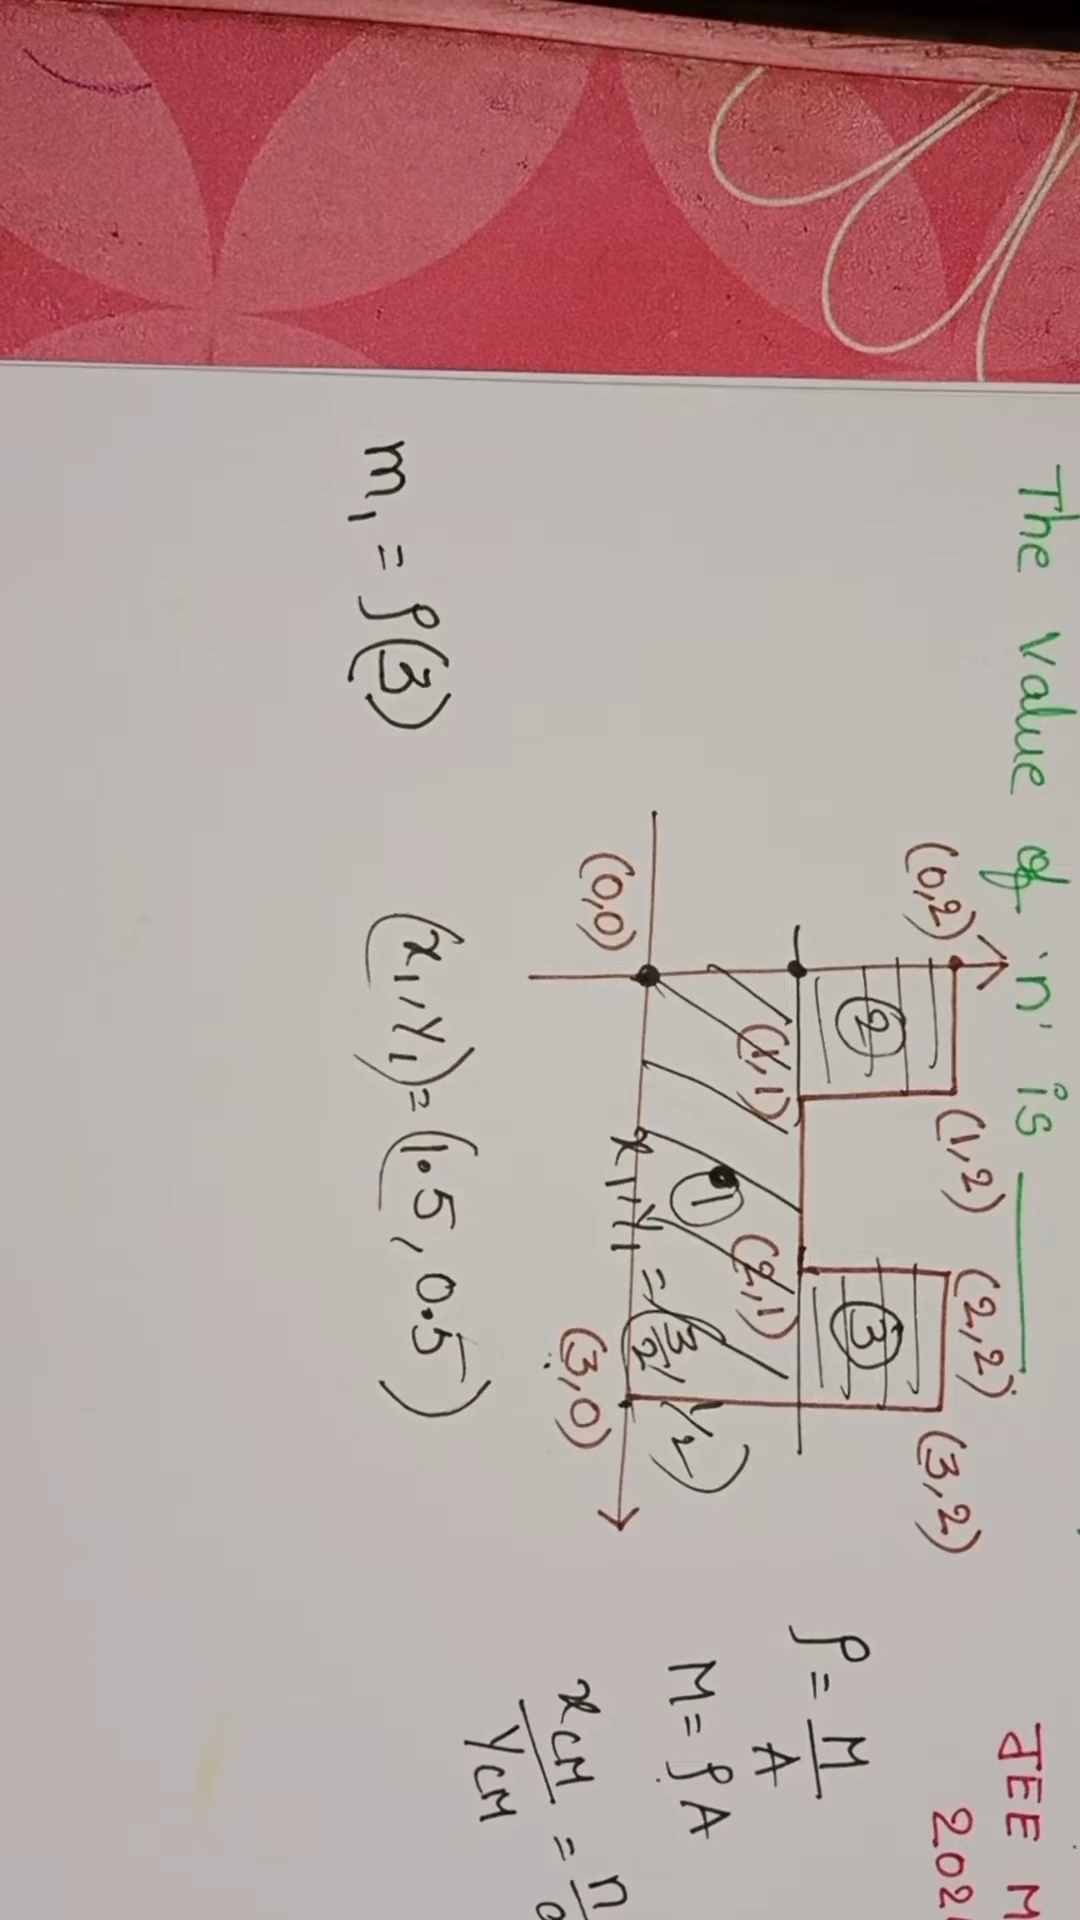 The value of 'n' is ____
JEE M
202
(0,2)
(1,2)
(2,2)
(3,2)
②
③
(1,1)
(2,1)
①
(0,0)
x₁,y₁ = (3/2, 1/2)
(3,0)
ρ = M/A
M = ρA
xCM/yCM = n
m₁ = ρ(3)
(x₁,y₁) = (1.5, 0.5)